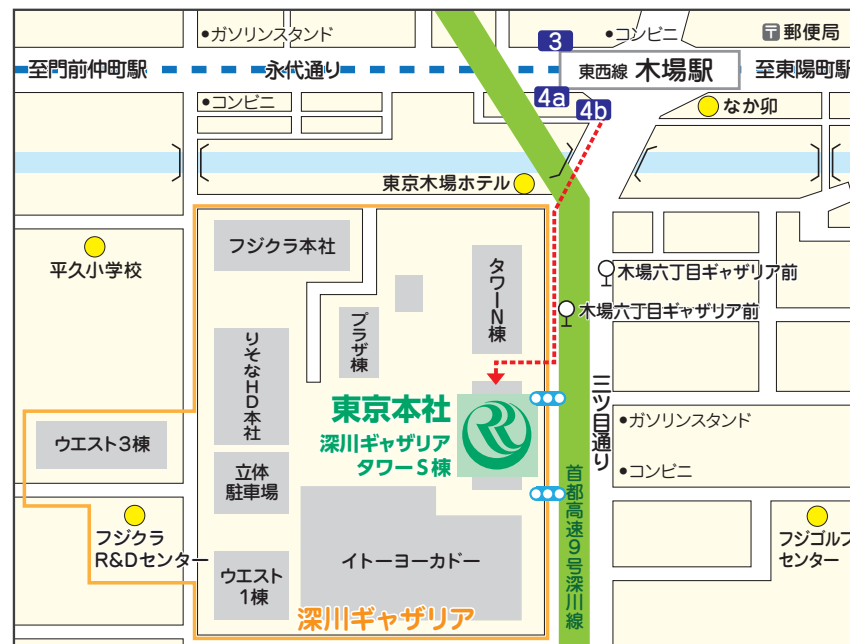 ガソリンスタンド
コンビニ
〒郵便局
3
至門前仲町駅
永代通り
東西線 木場駅
至東陽町駅
コンビニ
4a
4b
なか卯
東京木場ホテル
フジクラ本社
平久小学校
タワーN棟
木場六丁目ギャザリア前
木場六丁目ギャザリア前
プラザ棟
りそなHD本社
三ツ目通り
東京本社
深川ギャザリア
タワーS棟
ガソリンスタンド
コンビニ
ウエスト3棟
立体
駐車場
首都高速9号深川線
フジクラ
R&Dセンター
イトーヨーカドー
フジゴルフ
センター
ウエスト
1棟
深川ギャザリア